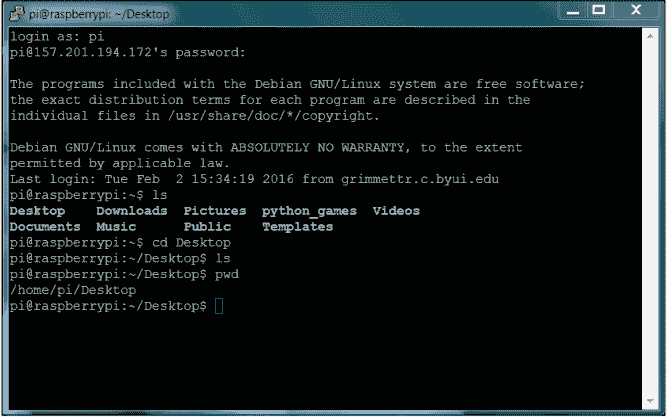 pi@raspberrypi: ~/Desktop
login as: pi
pi@157.201.194.172's password:
The programs included with the Debian GNU/Linux system are free software;
the exact distribution terms for each program are described in the
individual files in /usr/share/doc/*/copyright.
Debian GNU/Linux comes with ABSOLUTELY NO WARRANTY, to the extent
permitted by applicable law.
Last login: Tue Feb  2 15:34:19 2016 from grimmettr.c.byui.edu
pi@raspberrypi:~$ ls
Desktop    Downloads  Pictures  python_games  Videos
Documents  Music      Public    Templates
pi@raspberrypi:~$ cd Desktop
pi@raspberrypi:~/Desktop$ ls
pi@raspberrypi:~/Desktop$ pwd
/home/pi/Desktop
pi@raspberrypi:~/Desktop$